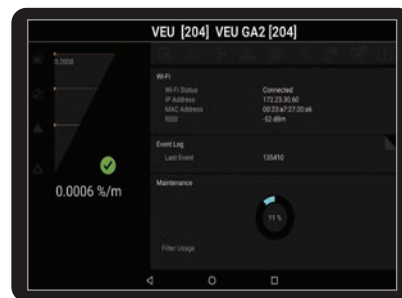 VEU [204] VEU GA2 [204]
0.2000
Wi-Fi
Wi-Fi Status Connected
IP Address 172.23.30.60
MAC Address 00:23:a7:27:20:a6
RSSI -52 dBm
Event Log
Last Event 135410
Maintenance
11 %
Filter Usage
0.0006 %/m